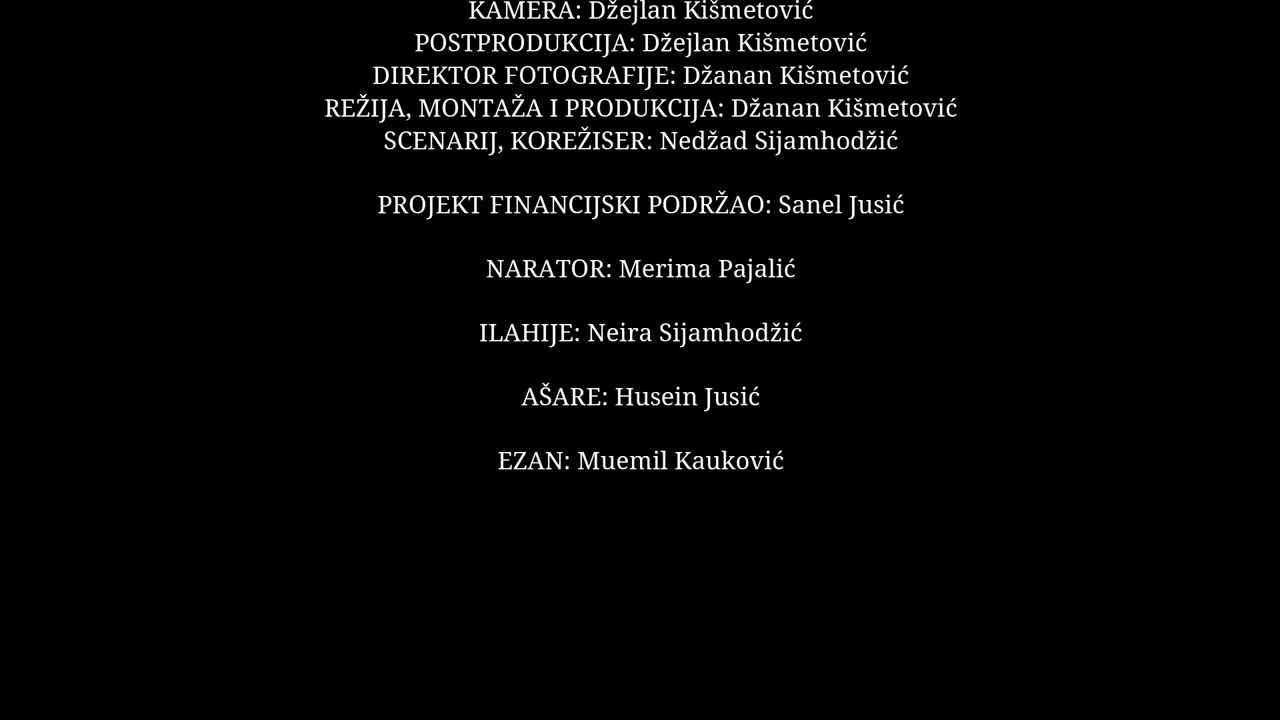 KAMERA: Džejlan Kišmetović
POSTPRODUKCIJA: Džejlan Kišmetović
DIREKTOR FOTOGRAFIJE: Džanan Kišmetović
REŽIJA, MONTAŽA I PRODUKCIJA: Džanan Kišmetović
SCENARIJ, KOREŽISER: Nedžad Sijamhodžić
PROJEKT FINANCIJSKI PODRŽAO: Sanel Jusić
NARATOR: Merima Pajalić
ILAHIJE: Neira Sijamhodžić
AŠARE: Husein Jusić
EZAN: Muemil Kauković